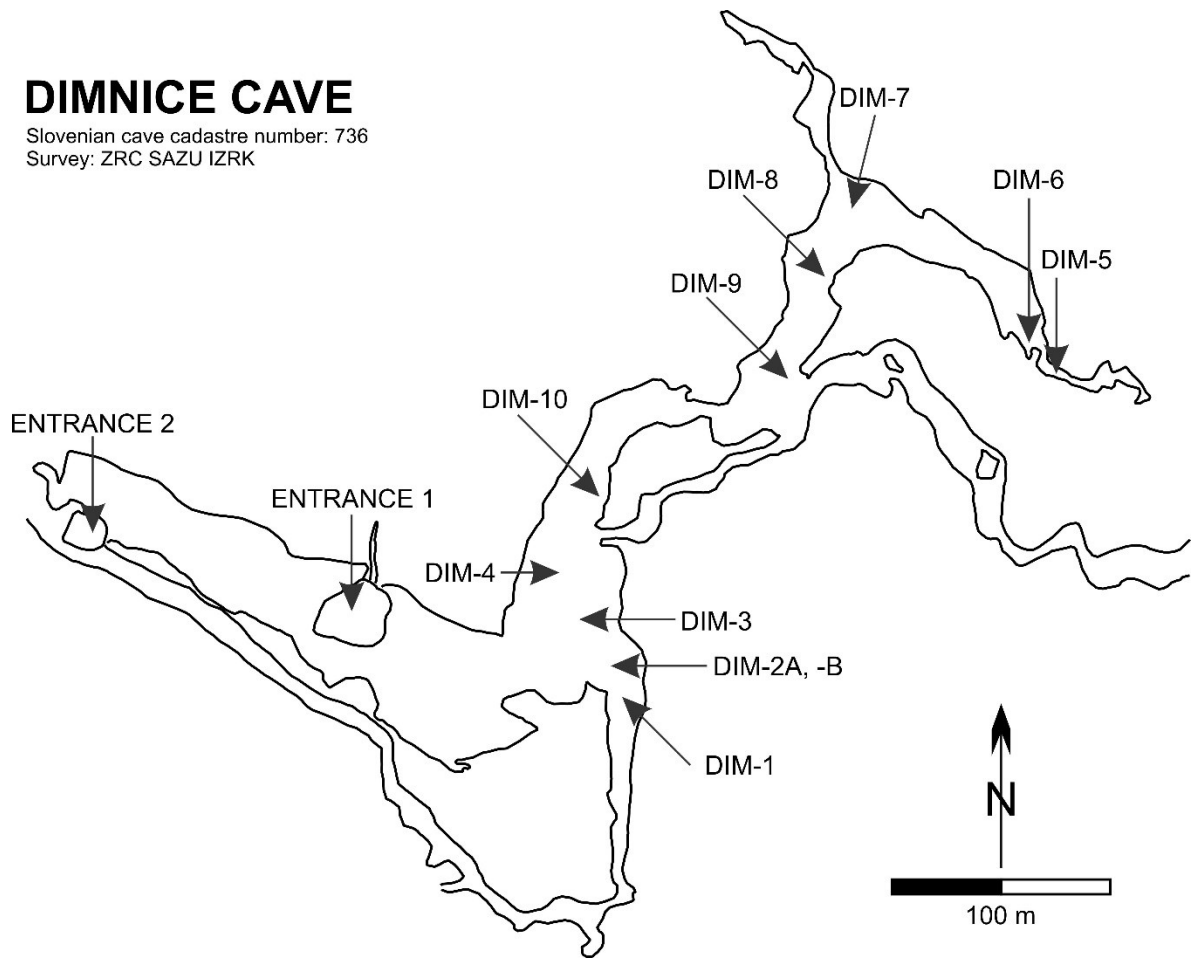 DIMNICE CAVE
Slovenian cave cadastre number: 736
Survey: ZRC SAZU IZRK
DIM-7
DIM-8
DIM-6
DIM-5
DIM-9
DIM-10
ENTRANCE 2
ENTRANCE 1
DIM-4
DIM-3
DIM-2A, -B
DIM-1
N
100 m